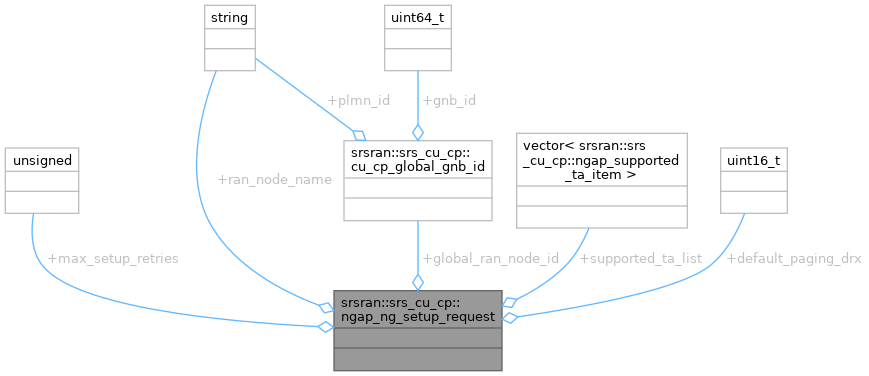 string
uint64_t
+plmn_id
+gnb_id
unsigned
srsran::srs_cu_cp::
cu_cp_global_gnb_id
vector< srsran::srs
_cu_cp::ngap_supported
_ta_item >
uint16_t
+ran_node_name
+max_setup_retries
+global_ran_node_id
+supported_ta_list
+default_paging_drx
srsran::srs_cu_cp::
ngap_ng_setup_request